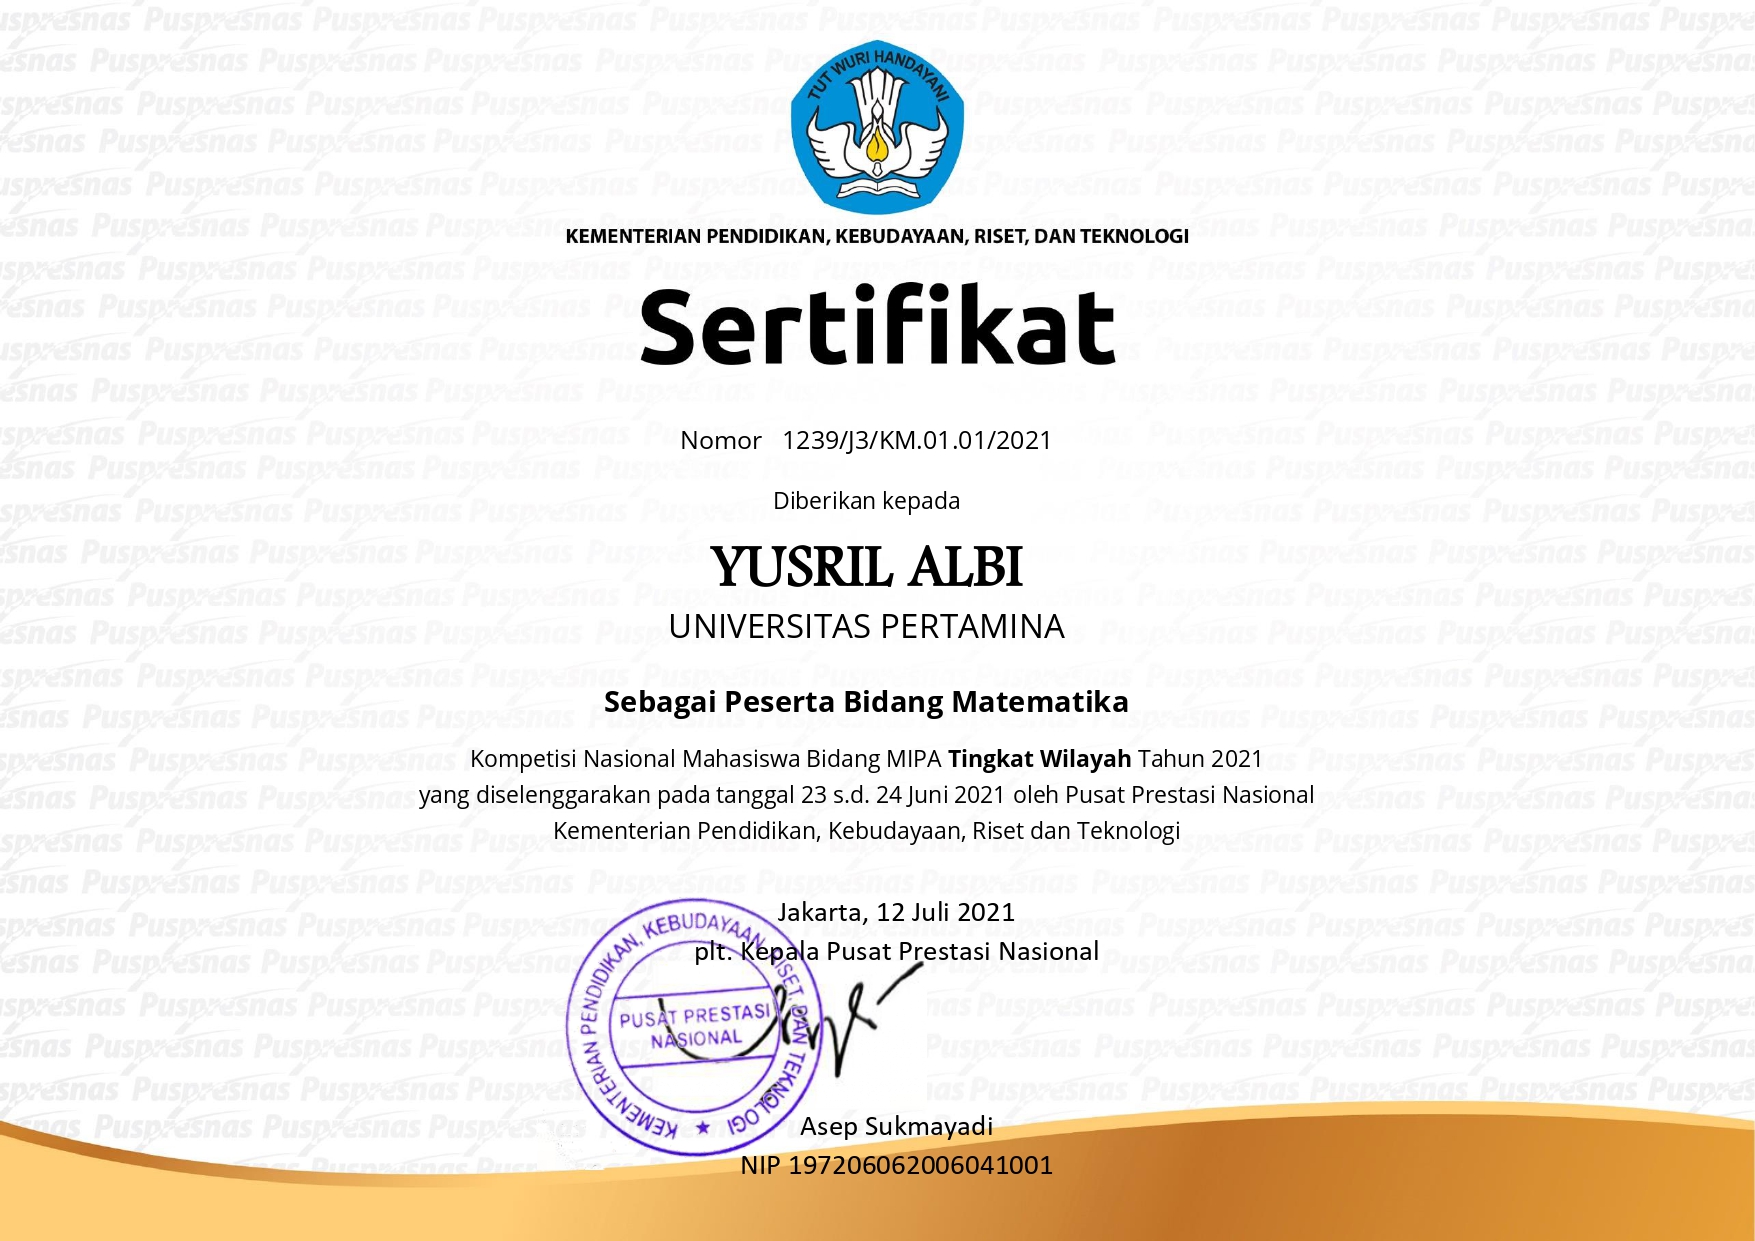 TUT WURI HANDAYANI
KEMENTERIAN PENDIDIKAN, KEBUDAYAAN, RISET, DAN TEKNOLOGI
Sertifikat
Nomor 1239/J3/KM.01.01/2021
Diberikan kepada
YUSRIL ALBI
UNIVERSITAS PERTAMINA
Sebagai Peserta Bidang Matematika
Kompetisi Nasional Mahasiswa Bidang MIPA Tingkat Wilayah Tahun 2021
yang diselenggarakan pada tanggal 23 s.d. 24 Juni 2021 oleh Pusat Prestasi Nasional
Kementerian Pendidikan, Kebudayaan, Riset dan Teknologi
Jakarta, 12 Juli 2021
plt. Kepala Pusat Prestasi Nasional
KEMENTERIAN PENDIDIKAN, KEBUDAYAAN, RISET, DAN TEKNOLOGI
PUSAT PRESTASI
NASIONAL
Asep Sukmayadi
NIP 197206062006041001
Puspresnas